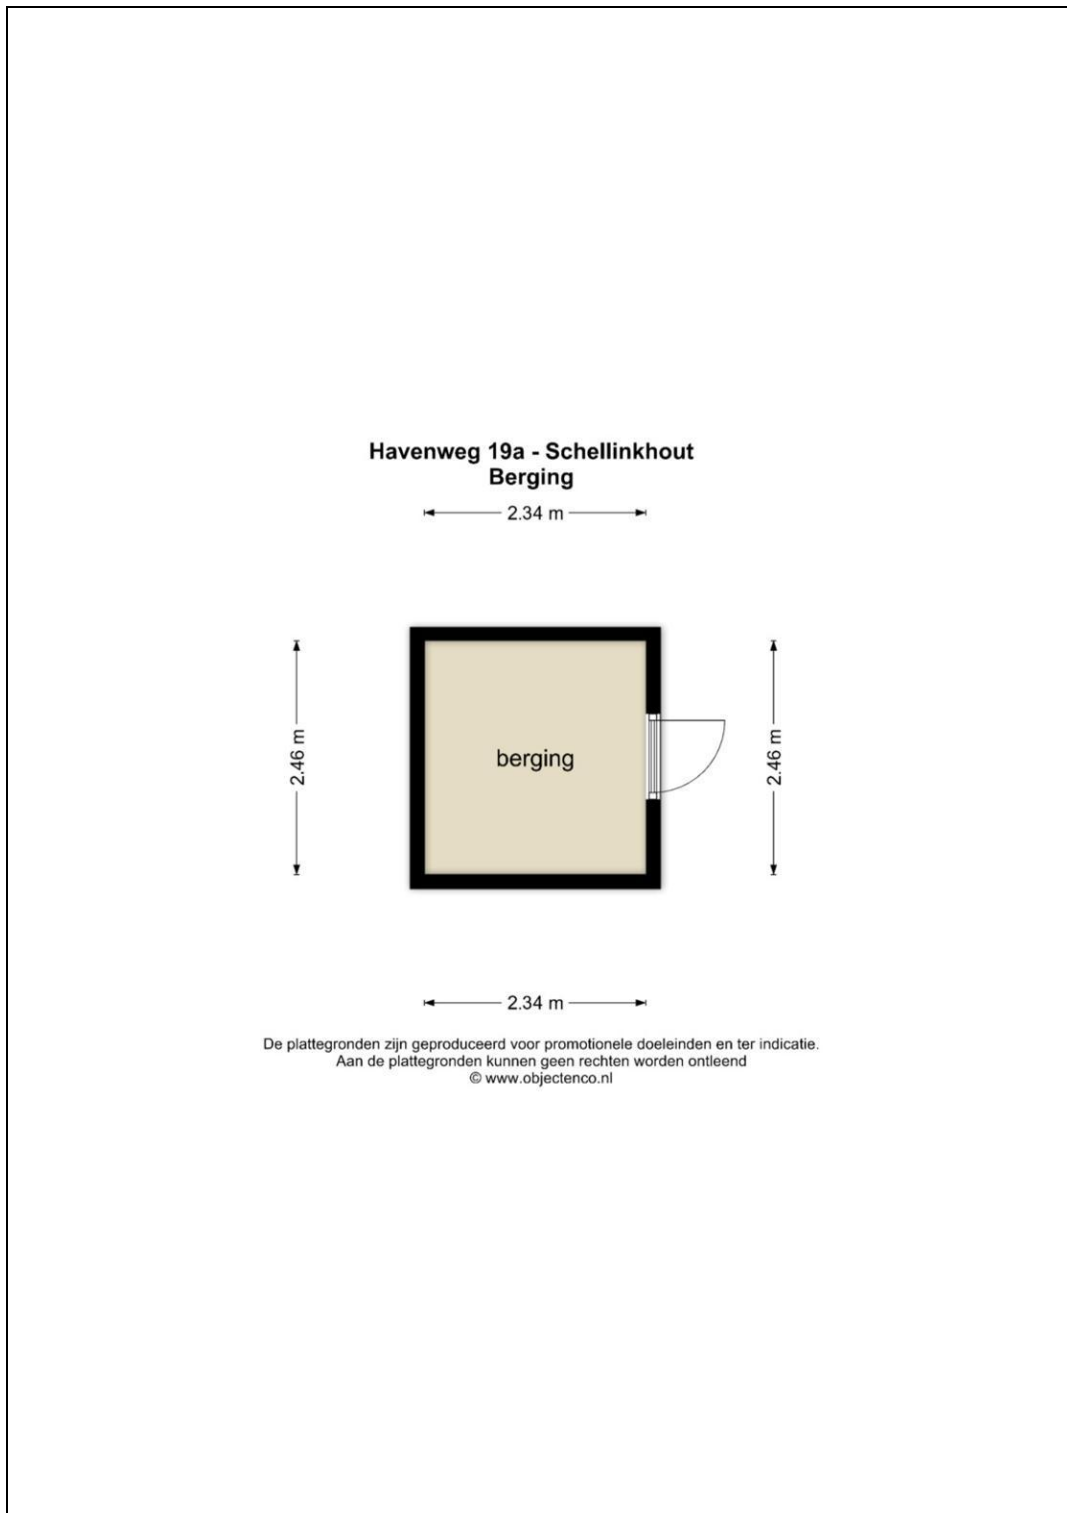 Havenweg 19a - Schellinkhout
Berging
2.34 m
2.46 m
berging
2.46 m
2.34 m
De plattegronden zijn geproduceerd voor promotionele doeleinden en ter indicatie.
Aan de plattegronden kunnen geen rechten worden ontleend
© www.objectenco.nl